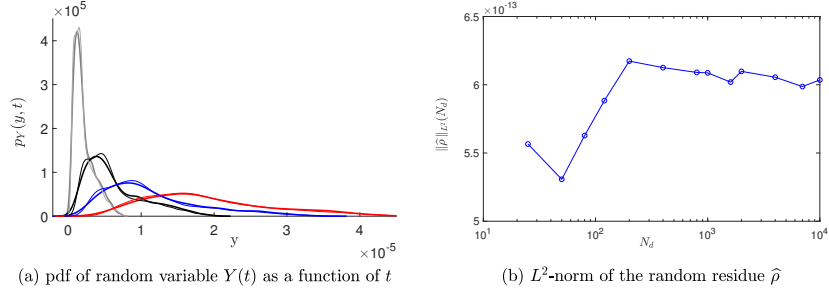 × 10^5
4
3
2
1
0
p_Y(y, t)
0 1 2 3 4
y
× 10^-5
(a) pdf of random variable Y(t) as a function of t
6.5 × 10^-13
6
5.5
5
‖ρ̂‖_L²(N_d)
10^1 10^2 10^3 10^4
N_d
(b) L²-norm of the random residue ρ̂